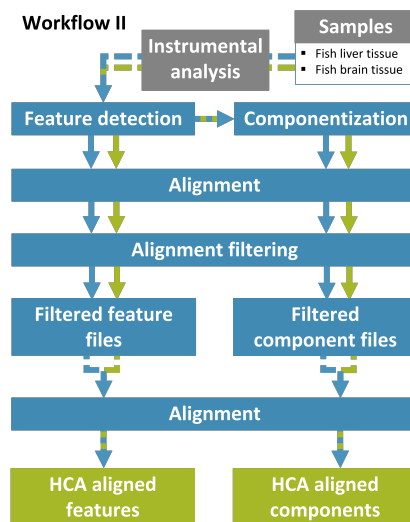 Workflow II
Instrumental
analysis
Samples
▪ Fish liver tissue
▪ Fish brain tissue
Feature detection
Componentization
Alignment
Alignment filtering
Filtered feature
files
Filtered
component files
Alignment
HCA aligned
features
HCA aligned
components